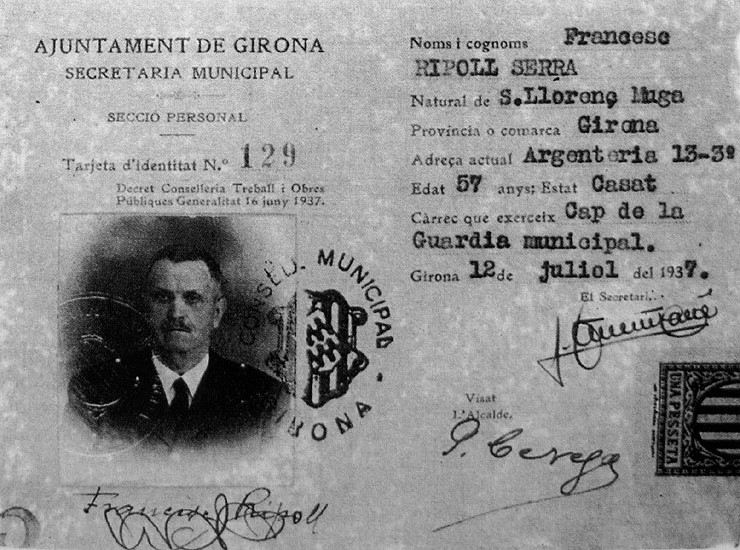 AJUNTAMENT DE GIRONA
SECRETARIA MUNICIPAL
SECCIÓ PERSONAL
Tarjeta d'identitat N.º 129
Decret Conselleria Treball i Obres
Públiques Generalitat 16 juny 1937.
CONSELL MUNICIPAL
GIRONA
Francisco Ripoll
Noms i cognoms Francesc
RIPOLL SERRA
Natural de S.Llorenç Muga
Província o comarca Girona
Adreça actual Argenteria 13-3º
Edat 57 anys; Estat Casat
Càrrec que exerceix Cap de la
Guardia municipal.
Girona 12 de juliol del 1937.
El Secretari,
Visat
L'Alcalde,
UNA PESSETA